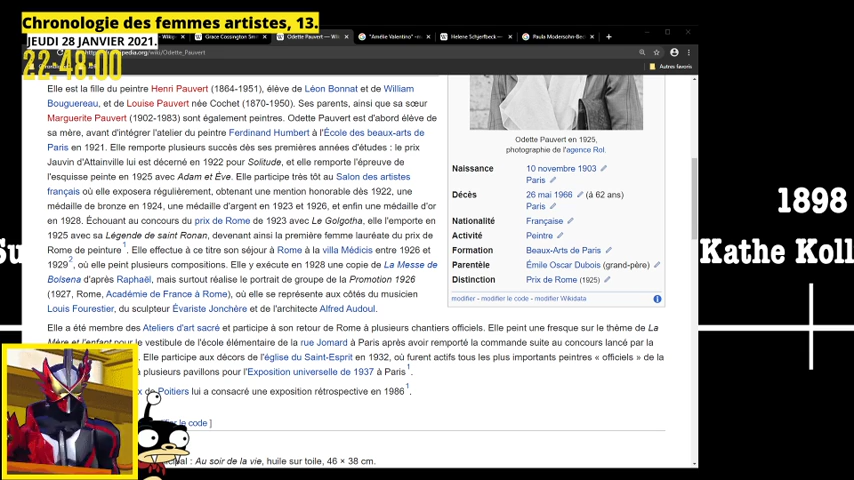 Chronologie des femmes artistes, 13.
JEUDI 28 JANVIER 2021.
22:48:00
Grace Cossington Sm
Odette Pauvert — Wiki
"Amélie Valentino"
Helene Schjerfbeck —
Paula Modersohn-Bec
/wiki/Odette_Pauvert
Autres favoris
Elle est la fille du peintre Henri Pauvert (1864-1951), élève de Léon Bonnat et de William
Bouguereau, et de Louise Pauvert née Cochet (1870-1950). Ses parents, ainsi que sa sœur
Marguerite Pauvert (1902-1983) sont également peintres. Odette Pauvert est d'abord élève de
sa mère, avant d'intégrer l'atelier du peintre Ferdinand Humbert à l'École des beaux-arts de
Paris en 1921. Elle remporte plusieurs succès dès ses premières années d'études : le prix
Jauvin d'Attainville lui est décerné en 1922 pour Solitude, et elle remporte l'épreuve de
l'esquisse peinte en 1925 avec Adam et Ève. Elle participe très tôt au Salon des artistes
français où elle exposera régulièrement, obtenant une mention honorable dès 1922, une
médaille de bronze en 1924, une médaille d'argent en 1923 et 1926, et enfin une médaille d'or
en 1928. Échouant au concours du prix de Rome de 1923 avec Le Golgotha, elle l'emporte en
1925 avec sa Légende de saint Ronan, devenant ainsi la première femme lauréate du prix de
Rome de peinture1. Elle effectue à ce titre son séjour à Rome à la villa Médicis entre 1926 et
19292, où elle peint plusieurs compositions. Elle y exécute en 1928 une copie de La Messe de
Bolsena d'après Raphaël, mais surtout réalise le portrait de groupe de la Promotion 1926
(1927, Rome, Académie de France à Rome), où elle se représente aux côtés du musicien
Louis Fourestier, du sculpteur Évariste Jonchère et de l'architecte Alfred Audoul.
Elle a été membre des Ateliers d'art sacré et participe à son retour de Rome à plusieurs chantiers officiels. Elle peint une fresque sur le thème de La
Mère et l'enfant pour le vestibule de l'école élémentaire de la rue Jomard à Paris après avoir remporté la commande suite au concours lancé par la
Elle participe aux décors de l'église du Saint-Esprit en 1932, où furent actifs tous les plus importants peintres « officiels » de la
à plusieurs pavillons pour l'Exposition universelle de 1937 à Paris1.
x de Poitiers lui a consacré une exposition rétrospective en 19861.
ier le code ]
cipal : Au soir de la vie, huile sur toile, 46 × 38 cm.
Odette Pauvert en 1925,
photographie de l'agence Rol.
Naissance 10 novembre 1903
Paris
Décès 26 mai 1966 (à 62 ans)
Paris
Nationalité Française
Activité Peintre
Formation Beaux-Arts de Paris
Parentèle Émile Oscar Dubois (grand-père)
Distinction Prix de Rome (1925)
modifier - modifier le code - modifier Wikidata
1898
Su
Kathe Koll